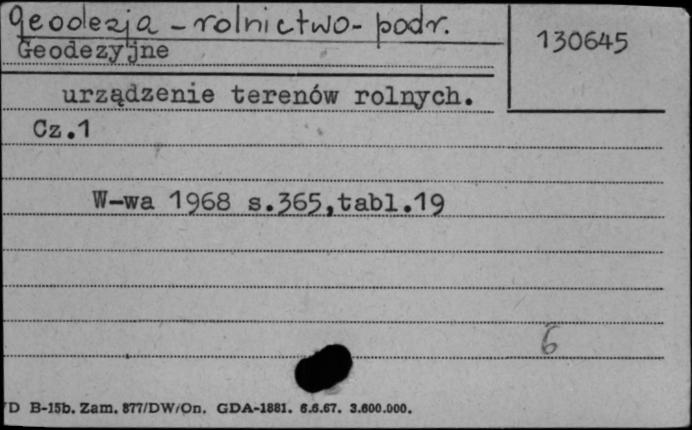 geodezja - rolnictwo - podr.
130645
Geodezyjne
urządzenie terenów rolnych.
Cz.1
W-wa 1968 s.365,tabl.19
6
D B-15b. Zam. 877/DW/On. GDA-1881. 6.6.67. 3.600.000.